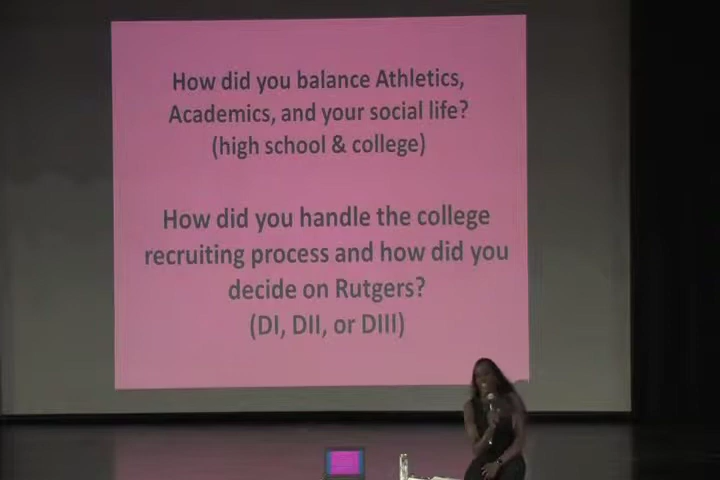 How did you balance Athletics,
Academics, and your social life?
(high school & college)
How did you handle the college
recruiting process and how did you
decide on Rutgers?
(DI, DII, or DIII)